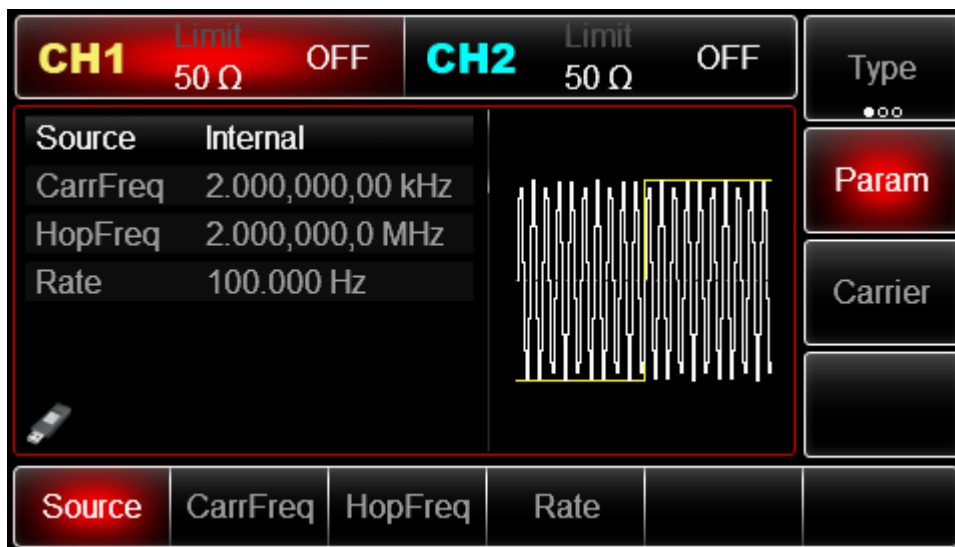 CH1 Limit 50 Ω OFF
CH2 Limit 50 Ω OFF
Type
Source Internal
CarrFreq 2.000,000,00 kHz
HopFreq 2.000,000,0 MHz
Rate 100.000 Hz
Param
Carrier
Source CarrFreq HopFreq Rate